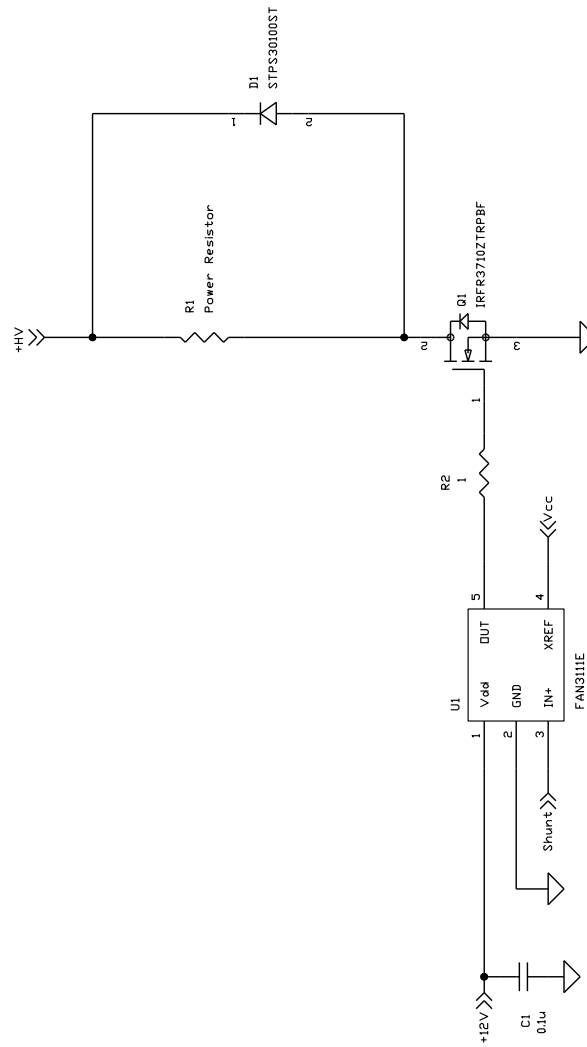 +HV
R1
Power Resistor
D1
STPS30100ST
1
2
Q1
IRFR3710ZTRPBF
2
3
1
R2
1
U1
FAN3111E
Vdd
GND
IN+
OUT
XREF
1
2
3
5
4
Vcc
Shunt
+12V
C1
0.1u